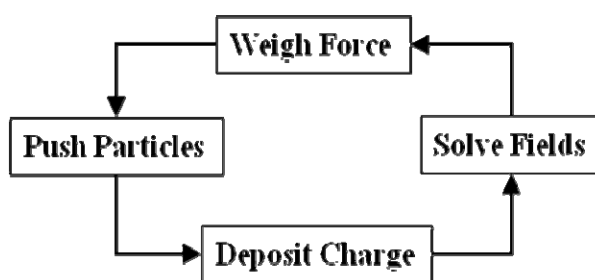 Weigh Force
Push Particles
Solve Fields
Deposit Charge